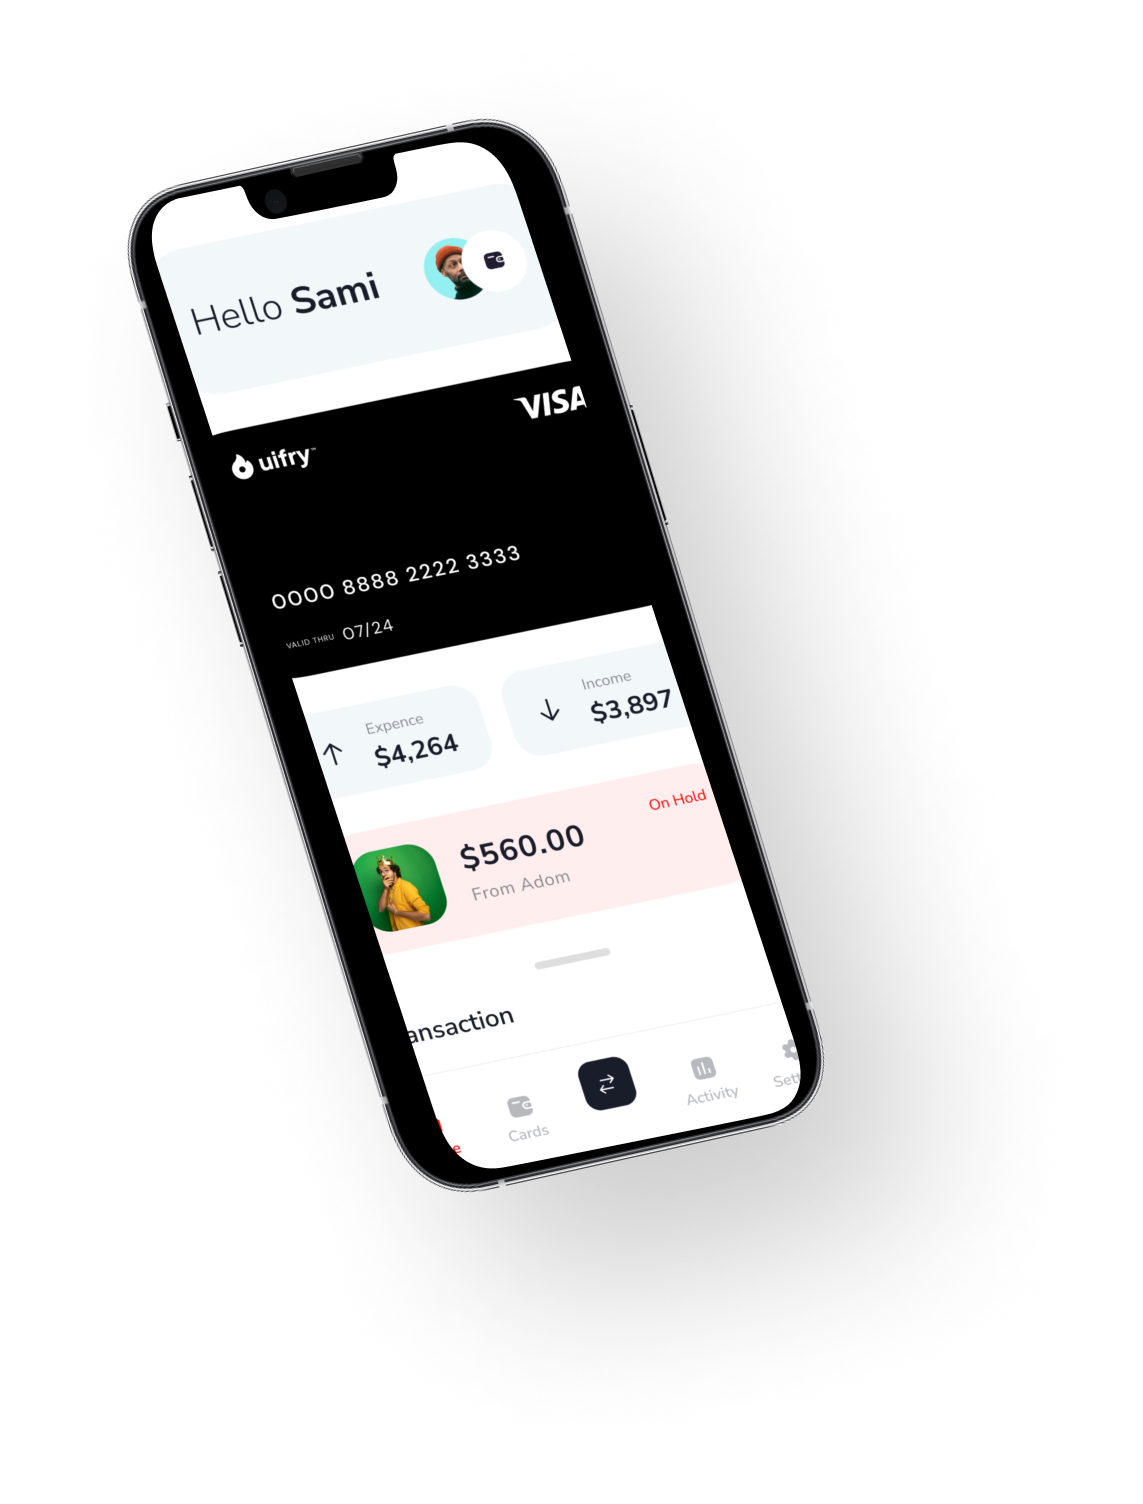 Hello Sami
VISA
uifry™
0000 8888 2222 3333
VALID THRU 07/24
Expence
$4,264
Income
$3,897
On Hold
$560.00
From Adom
ansaction
e
Cards
Activity
Sett